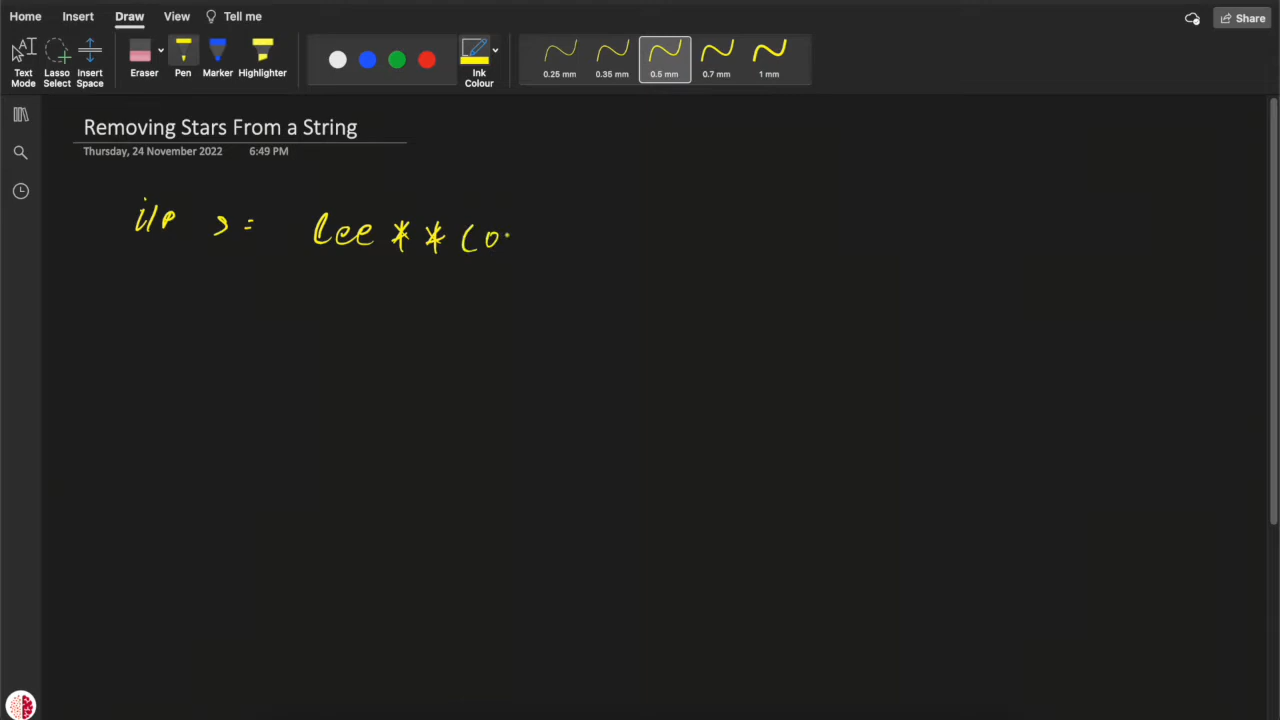 Home Insert Draw View Tell me
Share
Text Mode Lasso Select Insert Space Eraser Pen Marker Highlighter Ink Colour 0.25 mm 0.35 mm 0.5 mm 0.7 mm 1 mm
Removing Stars From a String
Thursday, 24 November 2022 6:49 PM
i/p s = lee**co